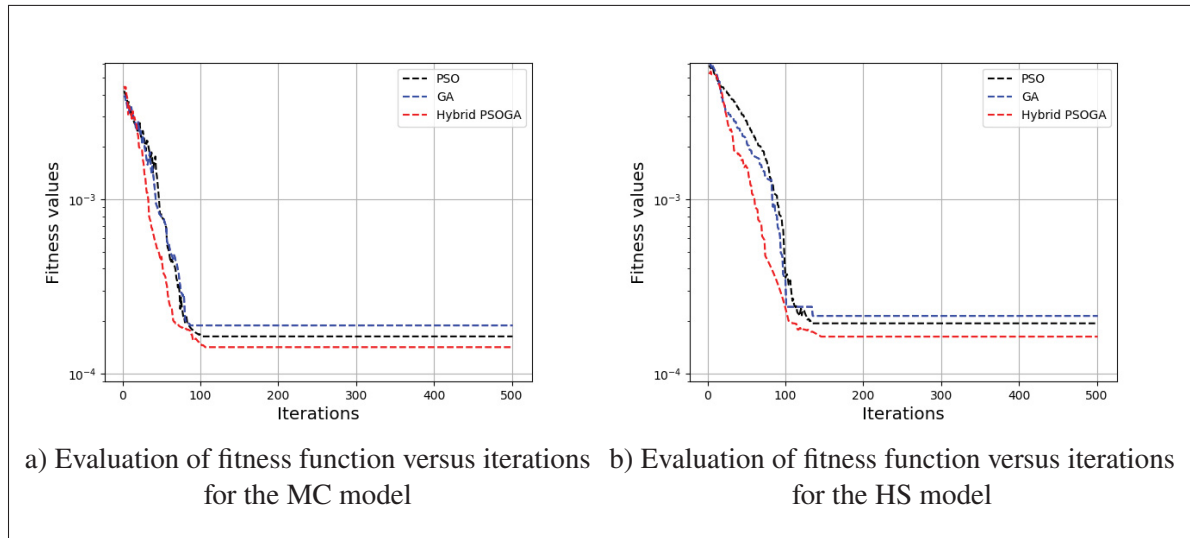 PSO
GA
Hybrid PSOGA
Fitness values
10⁻³
10⁻⁴
0 100 200 300 400 500
Iterations
PSO
GA
Hybrid PSOGA
Fitness values
10⁻³
10⁻⁴
0 100 200 300 400 500
Iterations
a) Evaluation of fitness function versus iterations
for the MC model
b) Evaluation of fitness function versus iterations
for the HS model